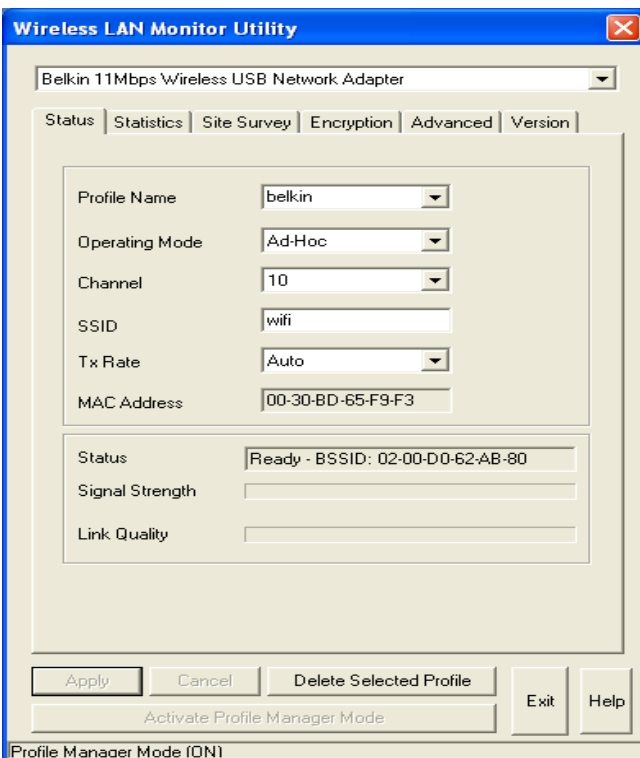 Wireless LAN Monitor Utility
Belkin 11Mbps Wireless USB Network Adapter
Status Statistics Site Survey Encryption Advanced Version
Profile Name belkin
Operating Mode Ad-Hoc
Channel 10
SSID wifi
Tx Rate Auto
MAC Address 00-30-BD-65-F9-F3
Status Ready - BSSID: 02-00-D0-62-AB-80
Signal Strength
Link Quality
Apply Cancel Delete Selected Profile Exit Help
Activate Profile Manager Mode
Profile Manager Mode (ON)